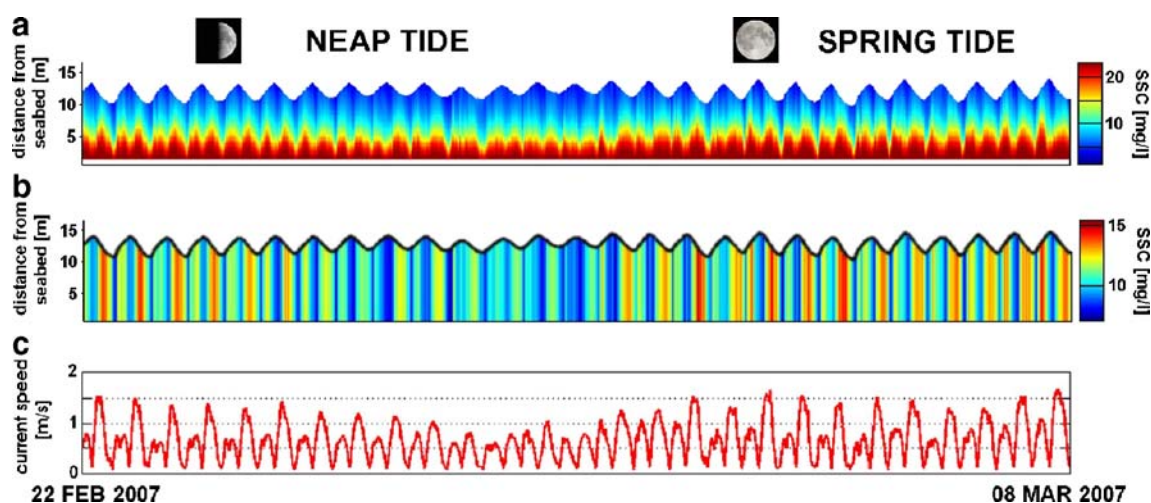 a
NEAP TIDE
SPRING TIDE
distance from
seabed [m]
15
10
5
20
10
SSC [mg/l]
b
distance from
seabed [m]
15
10
5
15
10
SSC [mg/l]
c
current speed
[m/s]
2
1
0
22 FEB 2007
08 MAR 2007